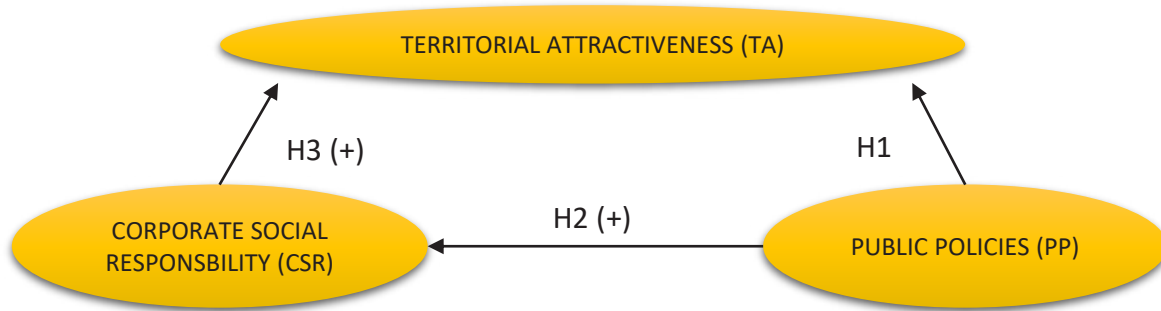 TERRITORIAL ATTRACTIVENESS (TA)
H3 (+)
H1
H2 (+)
CORPORATE SOCIAL
RESPONSBILITY (CSR)
PUBLIC POLICIES (PP)